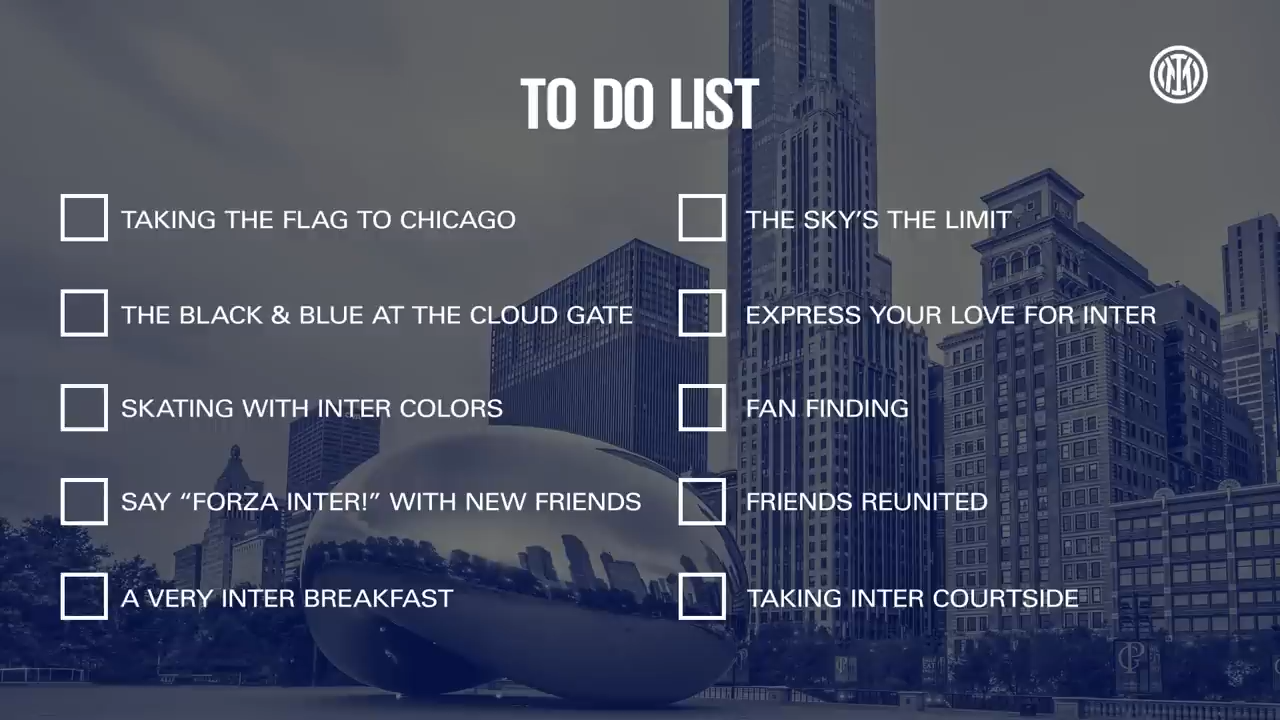 TO DO LIST
TAKING THE FLAG TO CHICAGO
THE BLACK & BLUE AT THE CLOUD GATE
SKATING WITH INTER COLORS
SAY “FORZA INTER!” WITH NEW FRIENDS
A VERY INTER BREAKFAST
THE SKY’S THE LIMIT
EXPRESS YOUR LOVE FOR INTER
FAN FINDING
FRIENDS REUNITED
TAKING INTER COURTSIDE